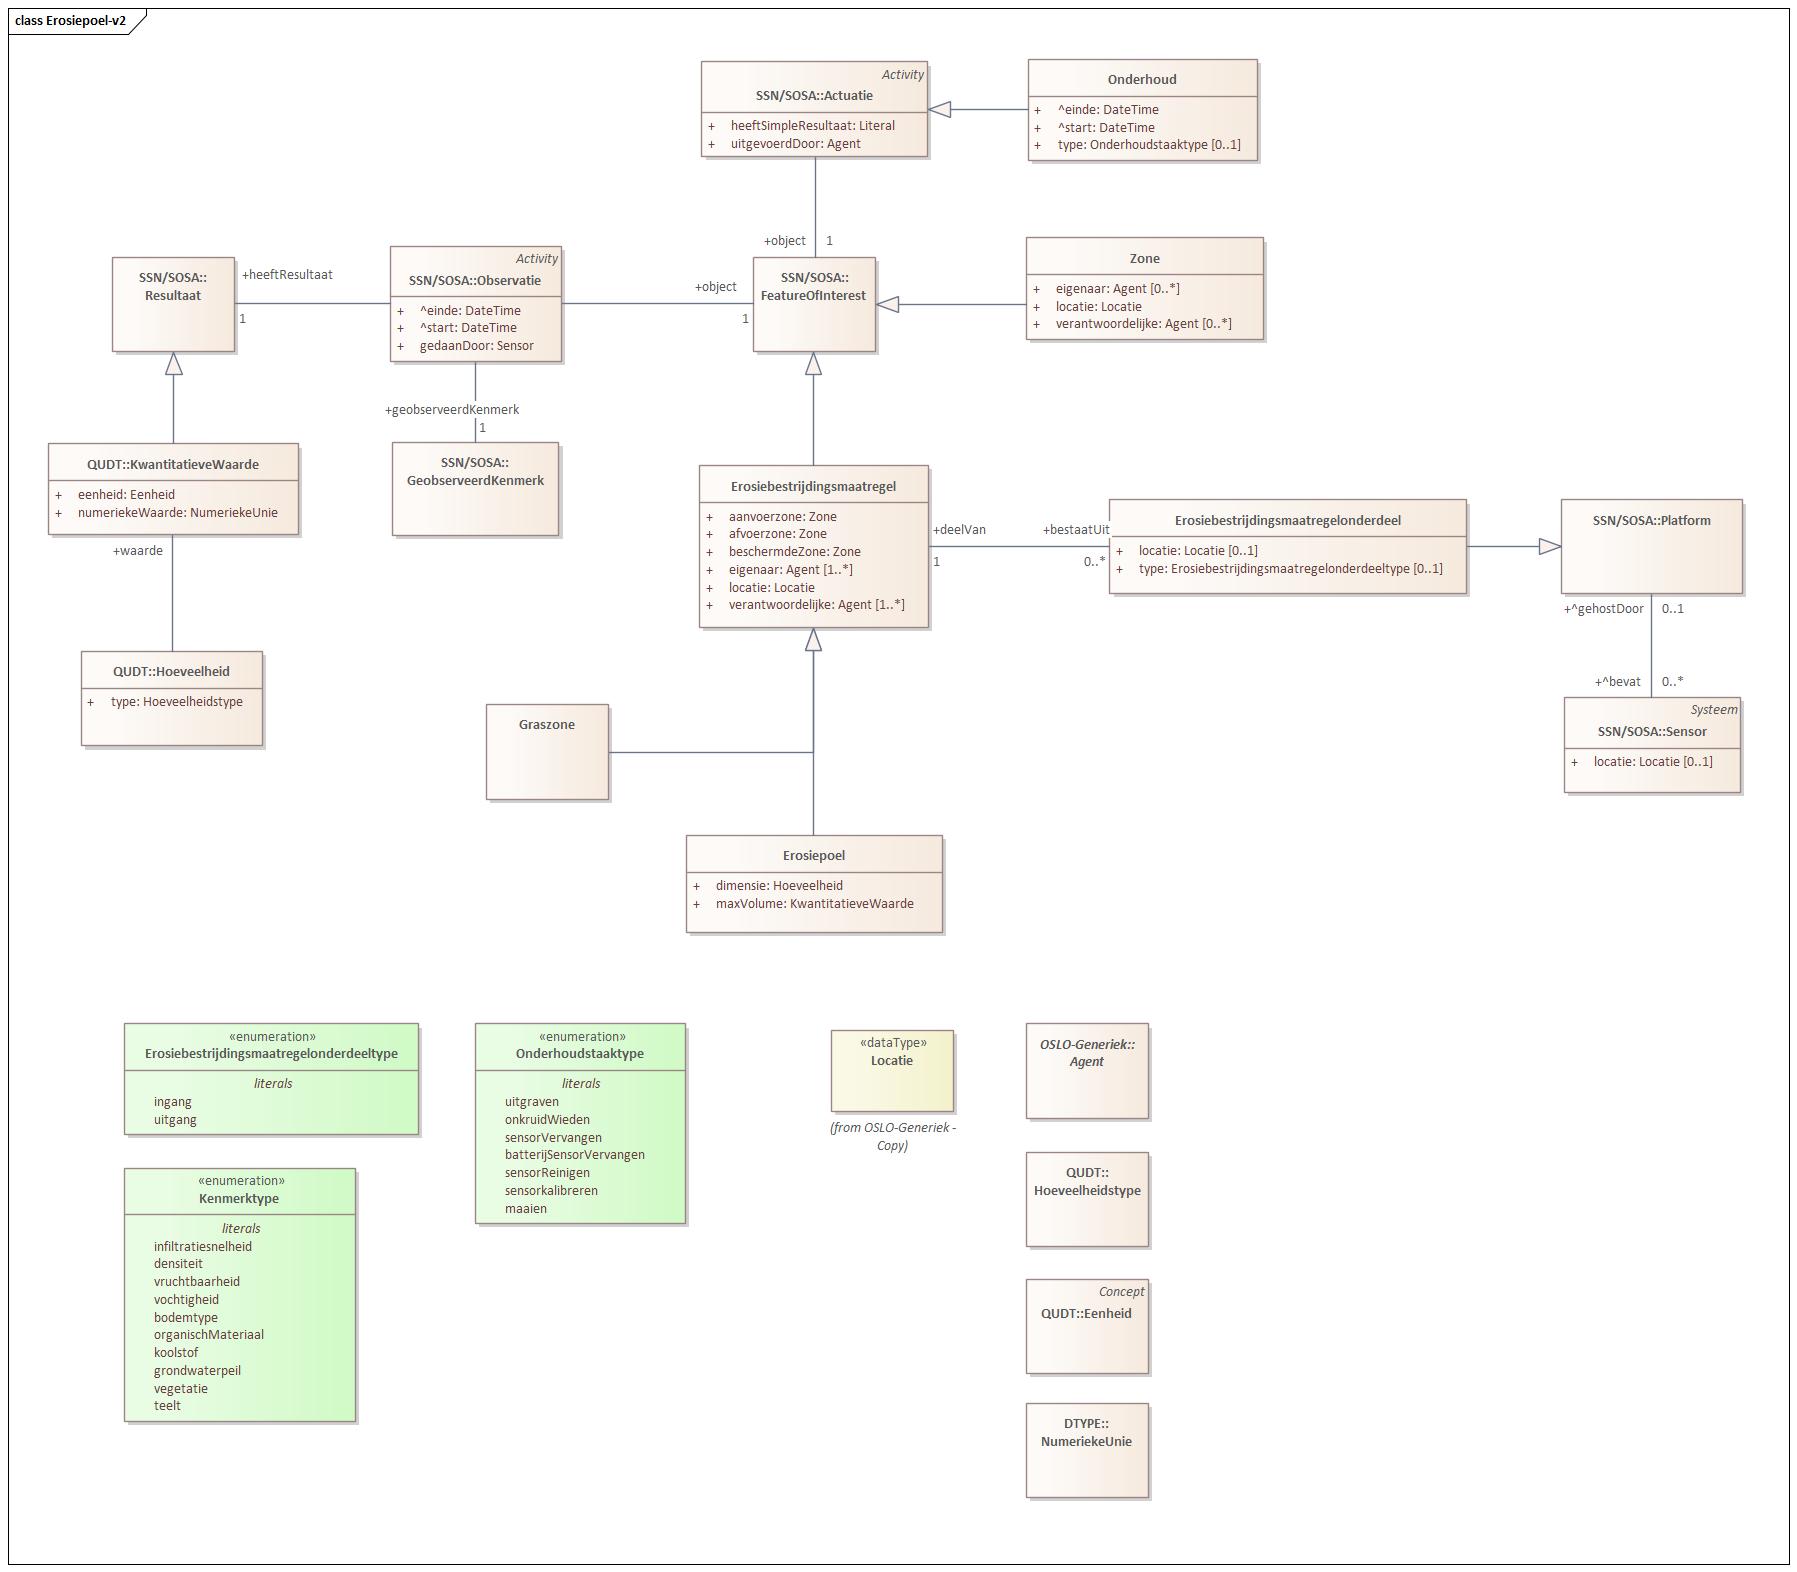 class Erosiepoel-v2
Activity
SSN/SOSA::Actuatie
+ heeftSimpleResultaat: Literal
+ uitgevoerdDoor: Agent
Onderhoud
+ ^einde: DateTime
+ ^start: DateTime
+ type: Onderhoudstaaktype [0..1]
+object 1
SSN/SOSA::
Resultaat
+heeftResultaat
1
Activity
SSN/SOSA::Observatie
+ ^einde: DateTime
+ ^start: DateTime
+ gedaanDoor: Sensor
+object
1
SSN/SOSA::
FeatureOfInterest
Zone
+ eigenaar: Agent [0..*]
+ locatie: Locatie
+ verantwoordelijke: Agent [0..*]
+geobserveerdKenmerk
1
SSN/SOSA::
GeobserveerdKenmerk
QUDT::KwantitatieveWaarde
+ eenheid: Eenheid
+ numeriekeWaarde: NumeriekeUnie
+waarde
QUDT::Hoeveelheid
+ type: Hoeveelheidstype
Erosiebestrijdingsmaatregel
+ aanvoerzone: Zone
+ afvoerzone: Zone
+ beschermdeZone: Zone
+ eigenaar: Agent [1..*]
+ locatie: Locatie
+ verantwoordelijke: Agent [1..*]
+deelVan
1
+bestaatUit
0..*
Erosiebestrijdingsmaatregelonderdeel
+ locatie: Locatie [0..1]
+ type: Erosiebestrijdingsmaatregelonderdeeltype [0..1]
SSN/SOSA::Platform
+^gehostDoor 0..1
+^bevat 0..*
Systeem
SSN/SOSA::Sensor
+ locatie: Locatie [0..1]
Graszone
Erosiepoel
+ dimensie: Hoeveelheid
+ maxVolume: KwantitatieveWaarde
«enumeration»
Erosiebestrijdingsmaatregelonderdeeltype
literals
ingang
uitgang
«enumeration»
Kenmerktype
literals
infiltratiesnelheid
densiteit
vruchtbaarheid
vochtigheid
bodemtype
organischMateriaal
koolstof
grondwaterpeil
vegetatie
teelt
«enumeration»
Onderhoudstaaktype
literals
uitgraven
onkruidWieden
sensorVervangen
batterijSensorVervangen
sensorReinigen
sensorkalibreren
maaien
«dataType»
Locatie
(from OSLO-Generiek -
Copy)
OSLO-Generiek::
Agent
QUDT::
Hoeveelheidstype
Concept
QUDT::Eenheid
DTYPE::
NumeriekeUnie